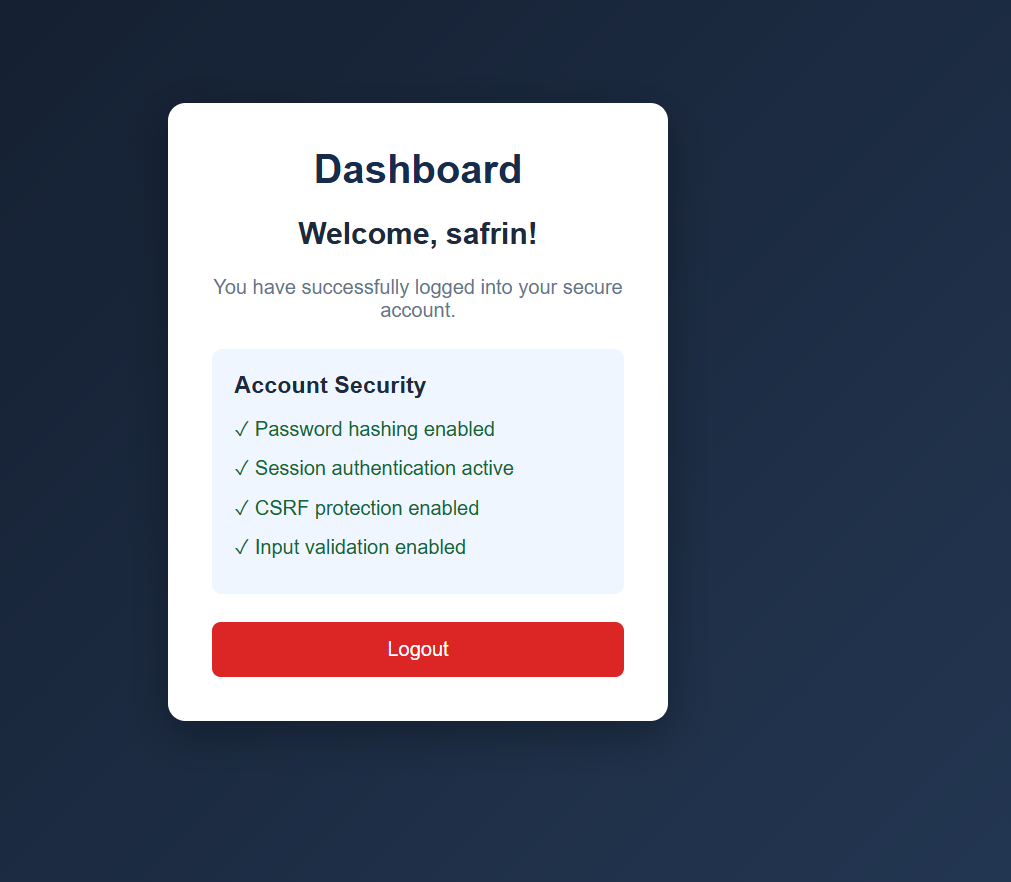 Dashboard
Welcome, safrin!
You have successfully logged into your secure
account.
Account Security
✓ Password hashing enabled
✓ Session authentication active
✓ CSRF protection enabled
✓ Input validation enabled
Logout